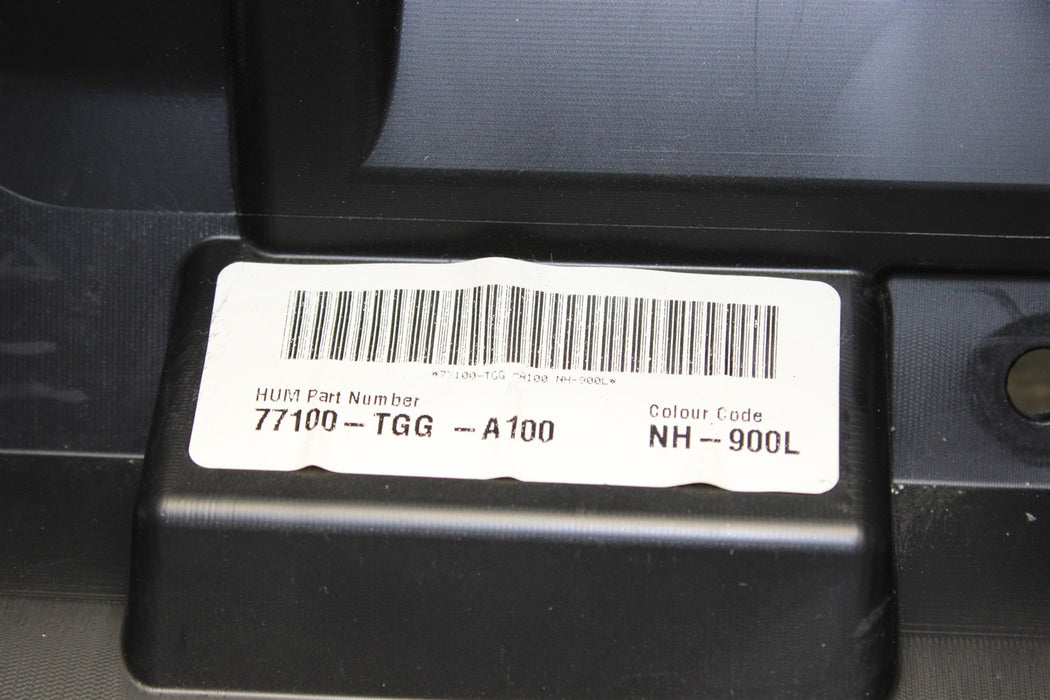 *77100-TGG -A100 NH-900L*
HUM Part Number
77100-TGG -A100
Colour Code
NH-900L